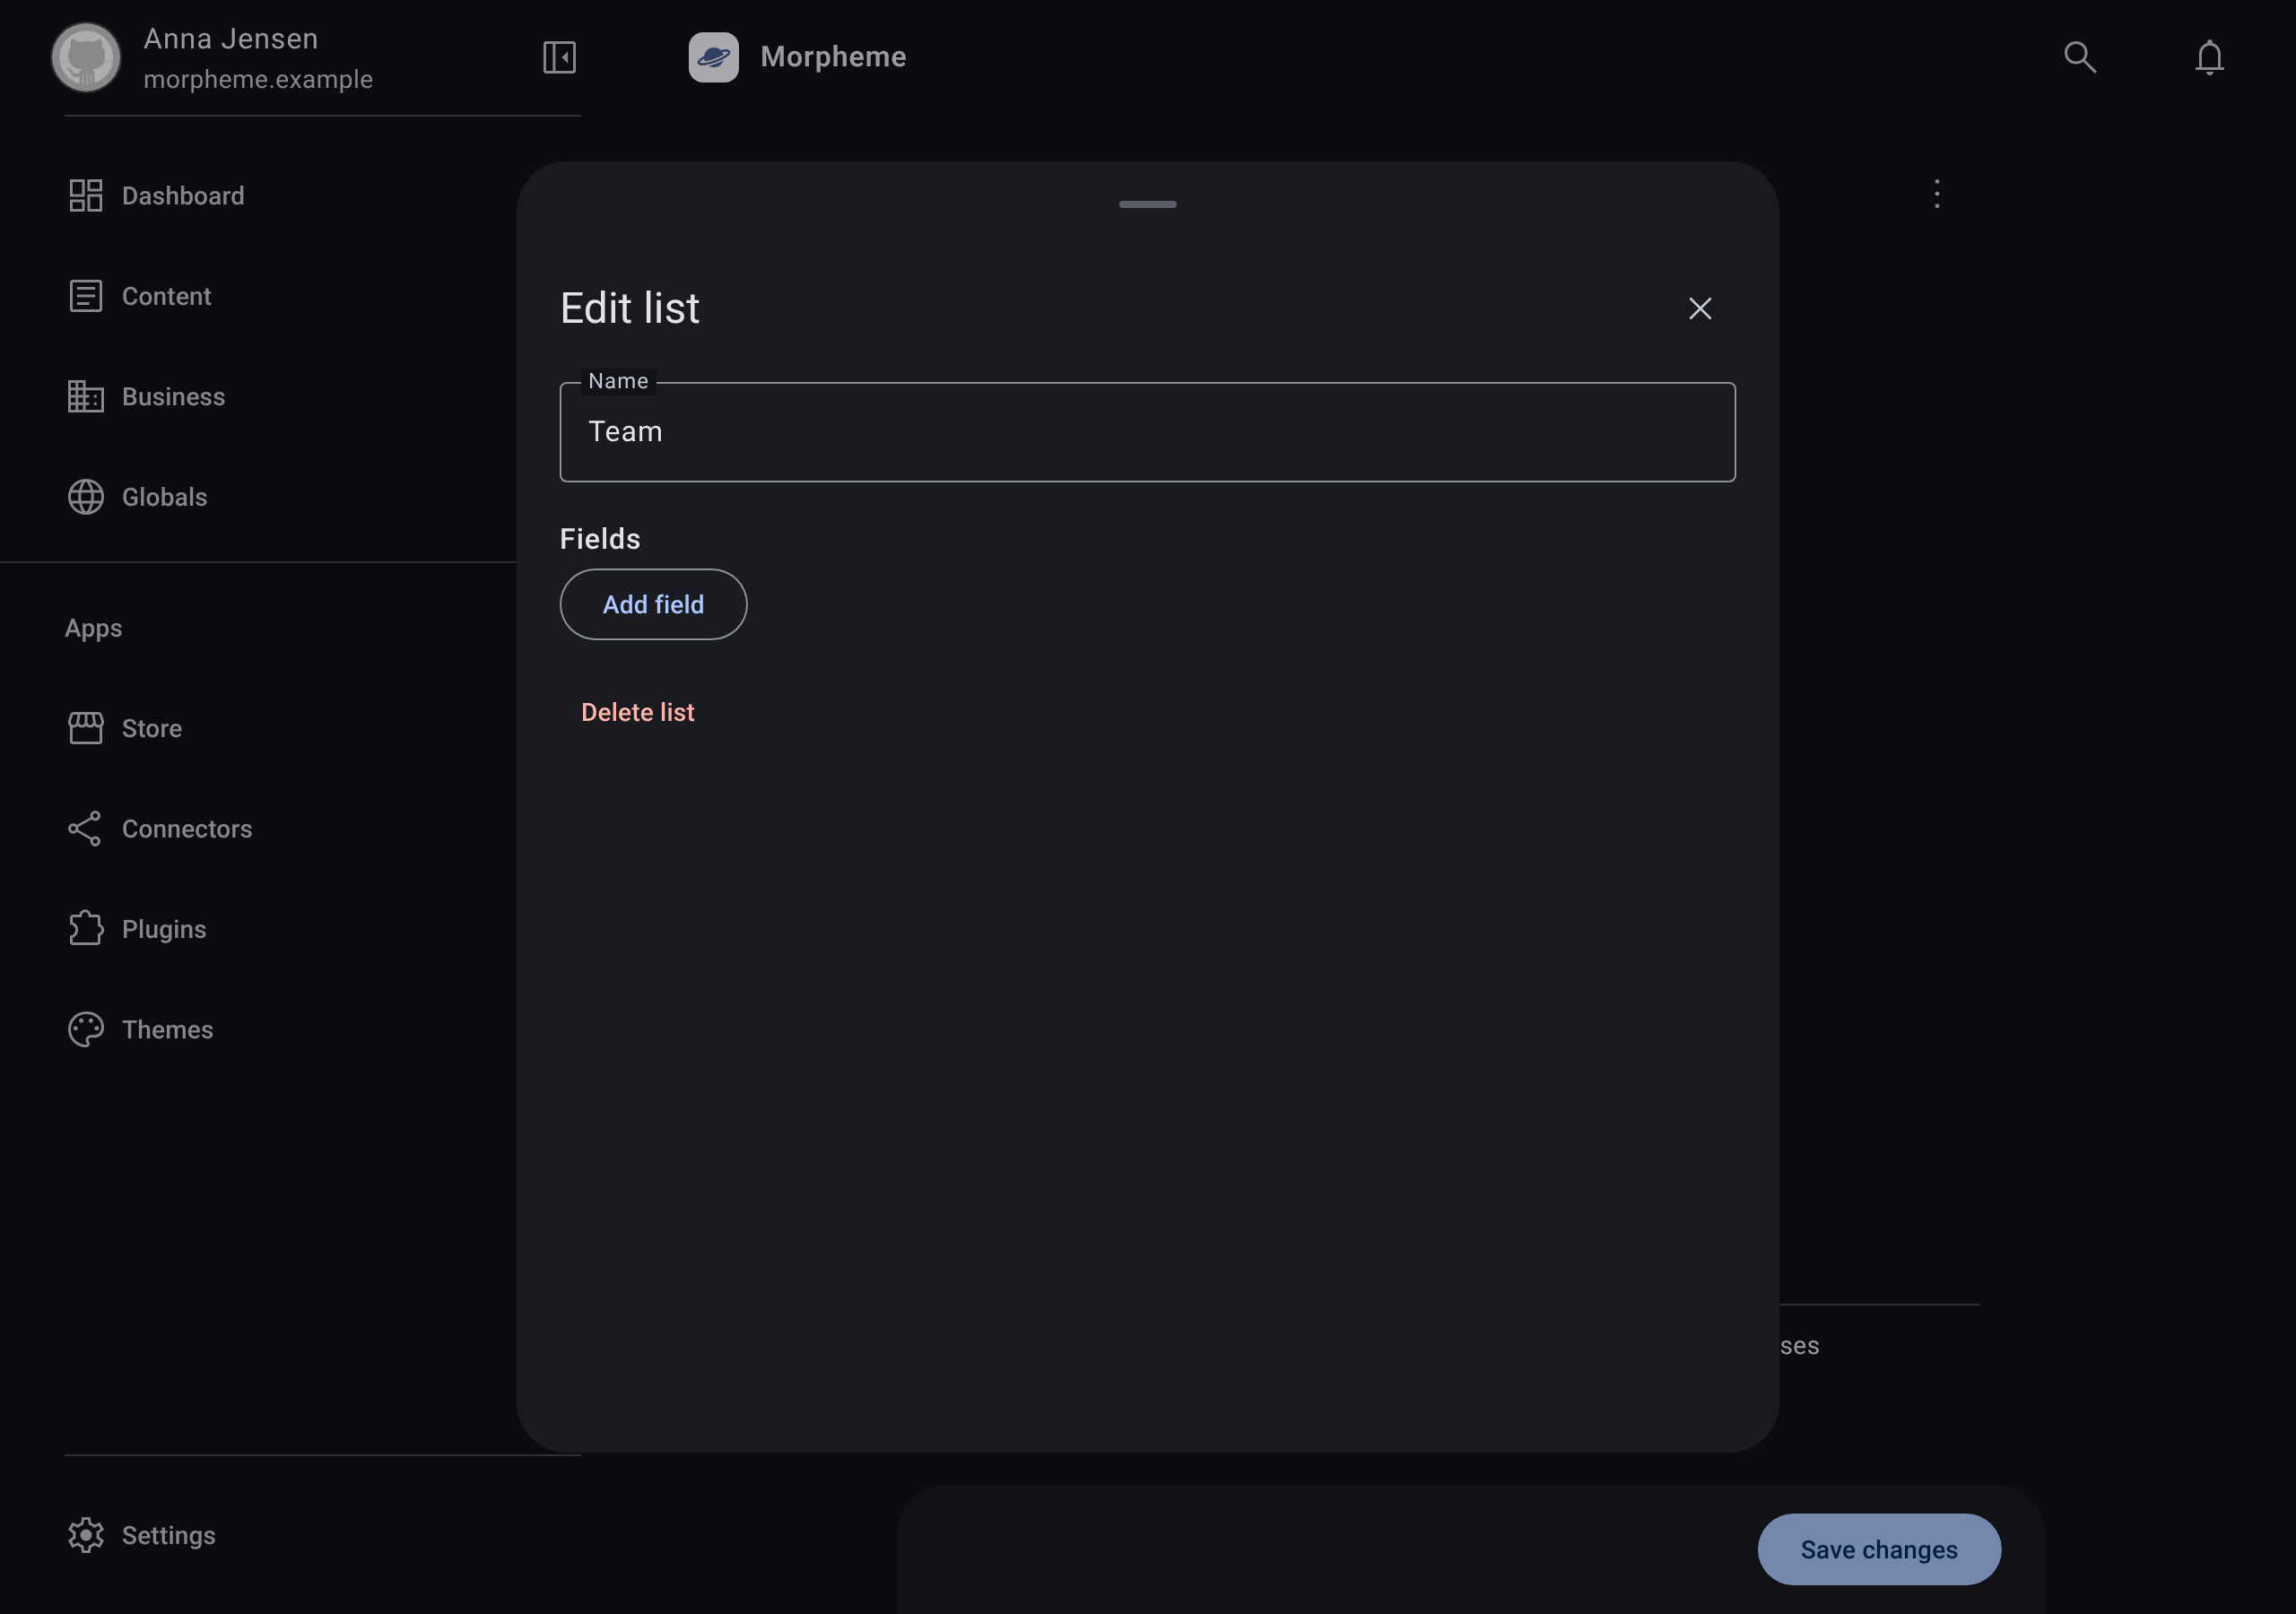 Anna Jensen
morpheme.example
Morpheme
Dashboard
Content
Business
Globals
Apps
Store
Connectors
Plugins
Themes
Settings
Edit list
Name
Team
Fields
Add field
Delete list
ses
Save changes